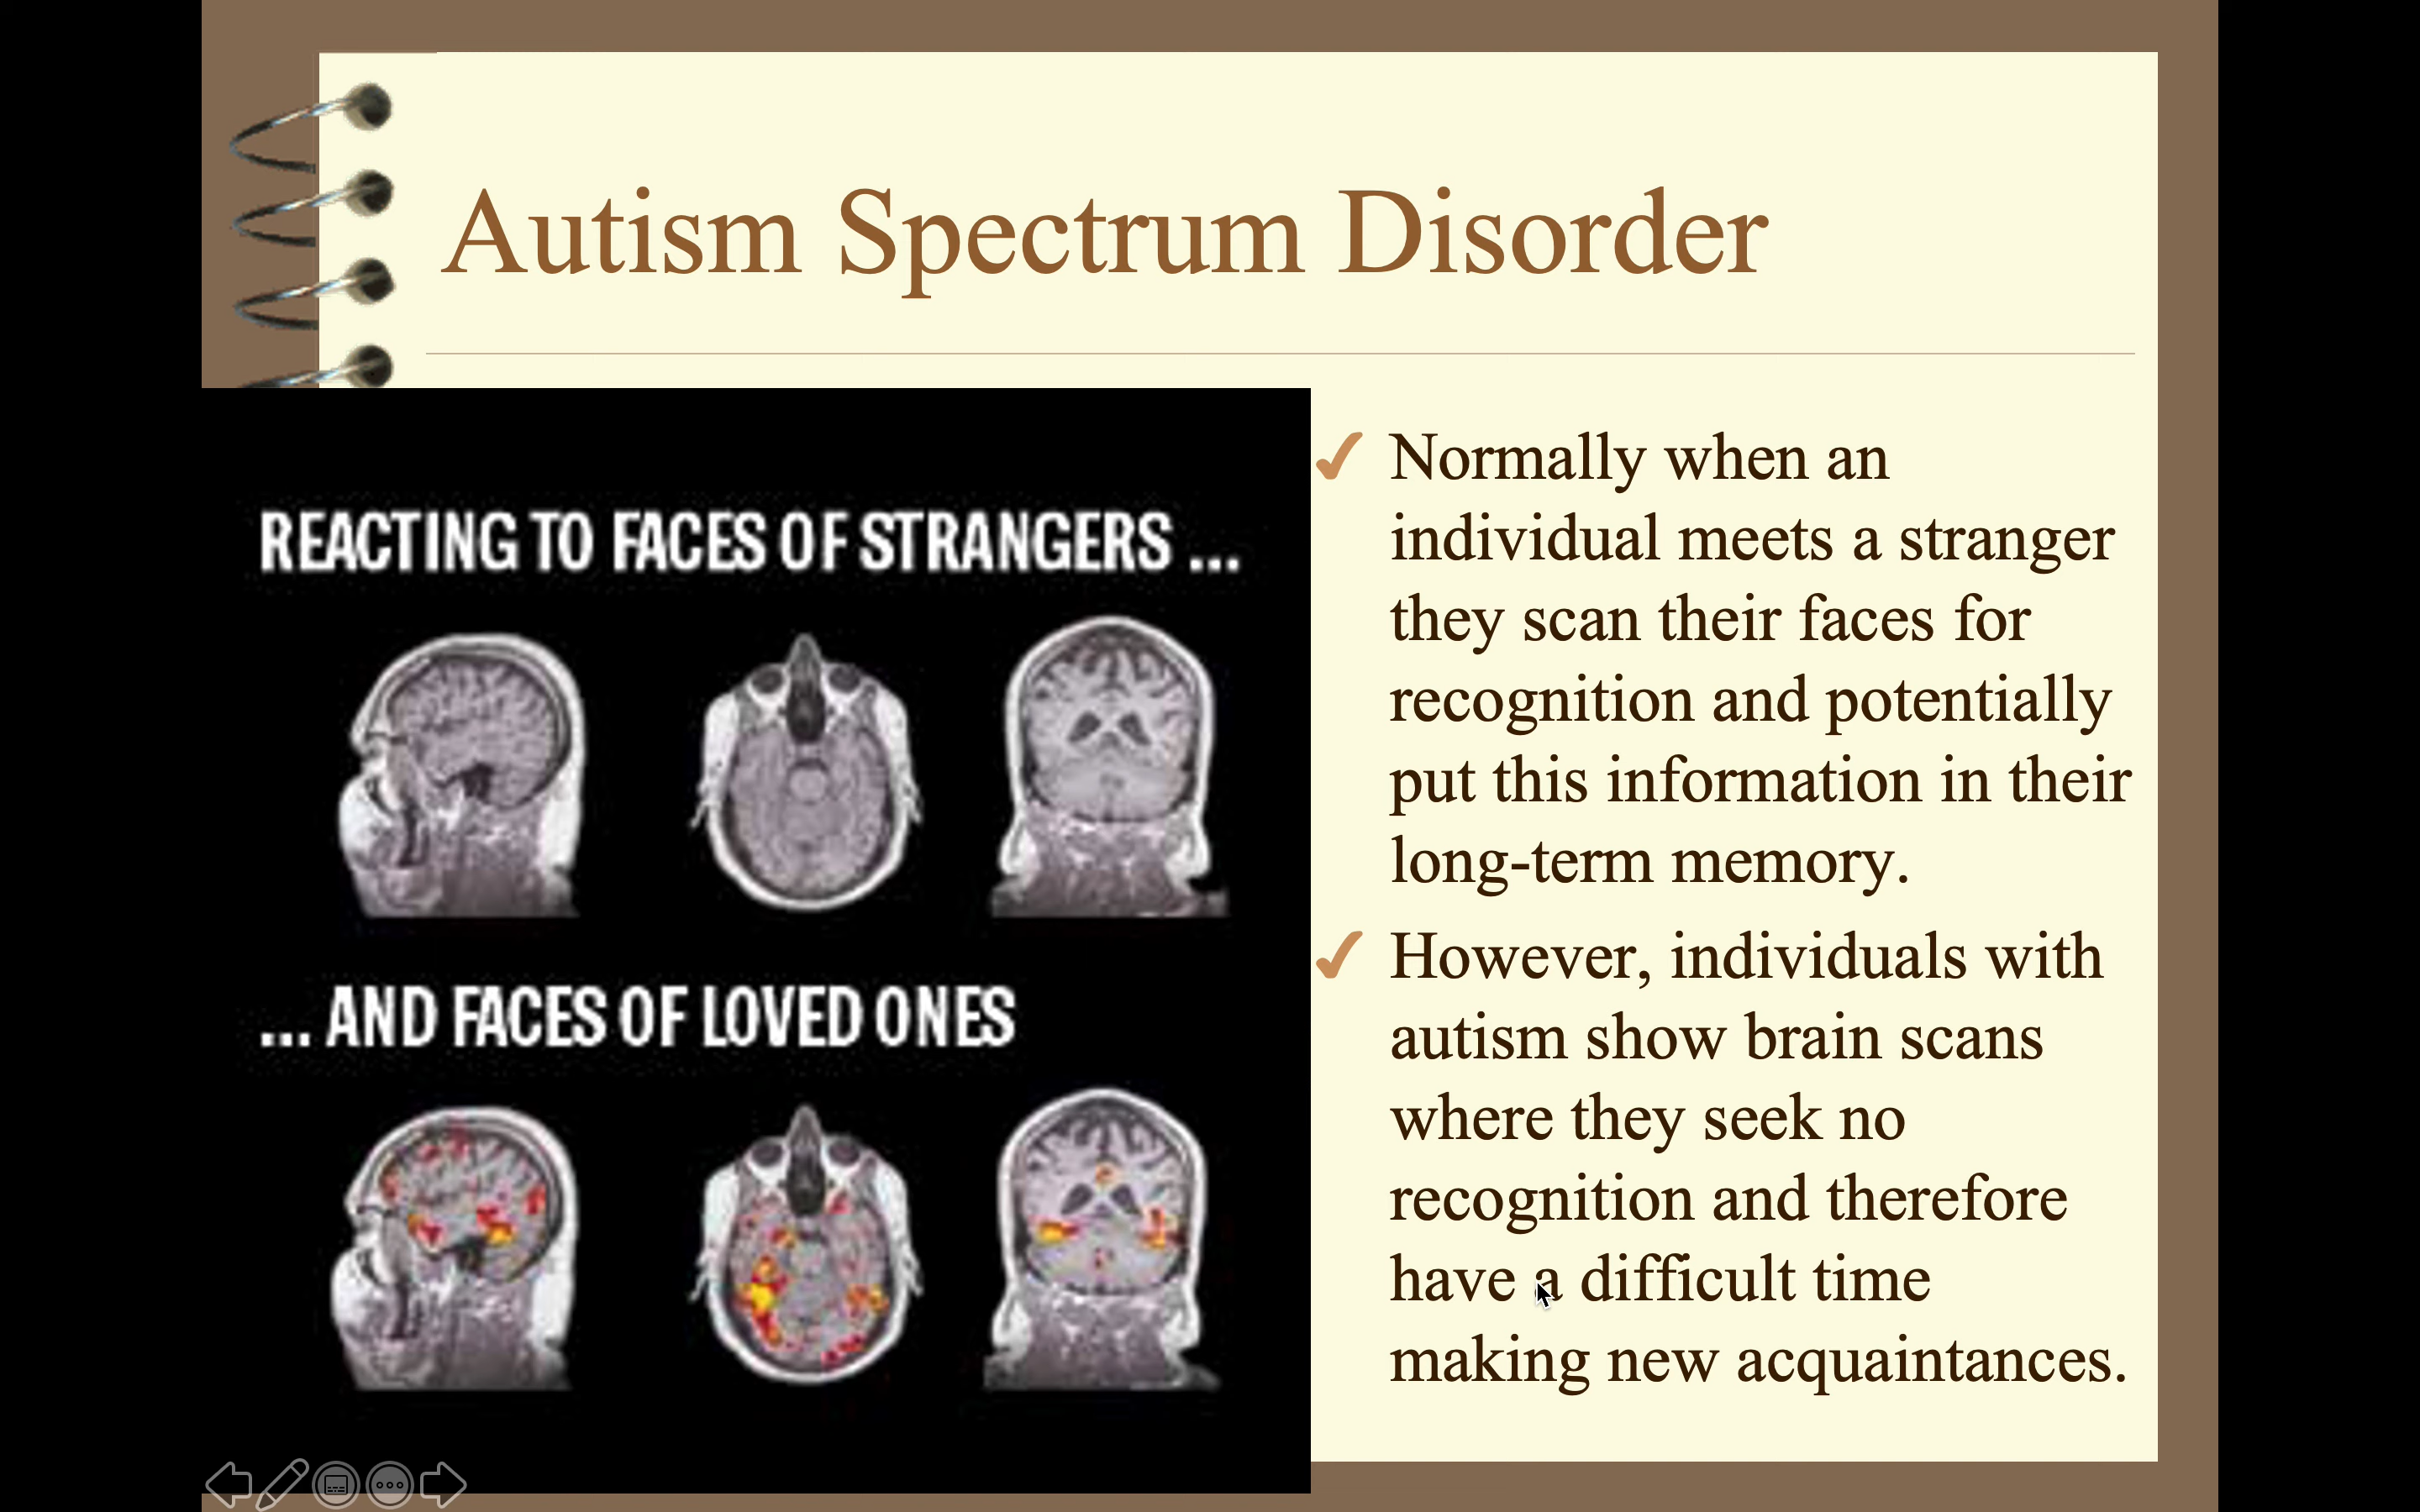 Autism Spectrum Disorder
REACTING TO FACES OF STRANGERS ...
... AND FACES OF LOVED ONES
Normally when an
individual meets a stranger
they scan their faces for
recognition and potentially
put this information in their
long-term memory.
However, individuals with
autism show brain scans
where they seek no
recognition and therefore
have a difficult time
making new acquaintances.